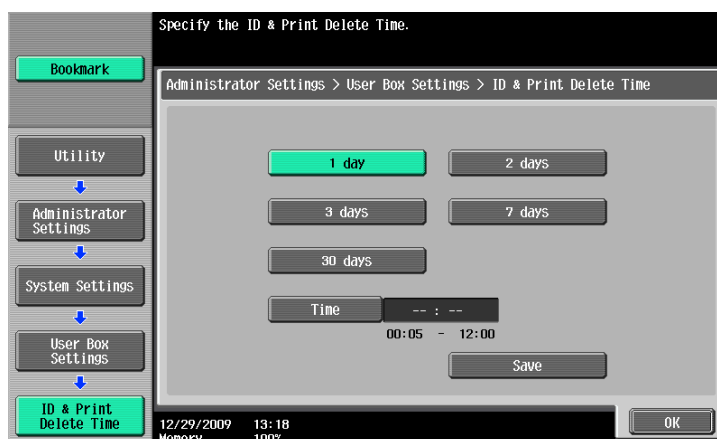 Specify the ID & Print Delete Time.
Bookmark
Administrator Settings > User Box Settings > ID & Print Delete Time
Utility
Administrator
Settings
System Settings
User Box
Settings
ID & Print
Delete Time
1 day
2 days
3 days
7 days
30 days
Time
-- : --
00:05 - 12:00
Save
12/29/2009 13:18
Memory 100%
OK